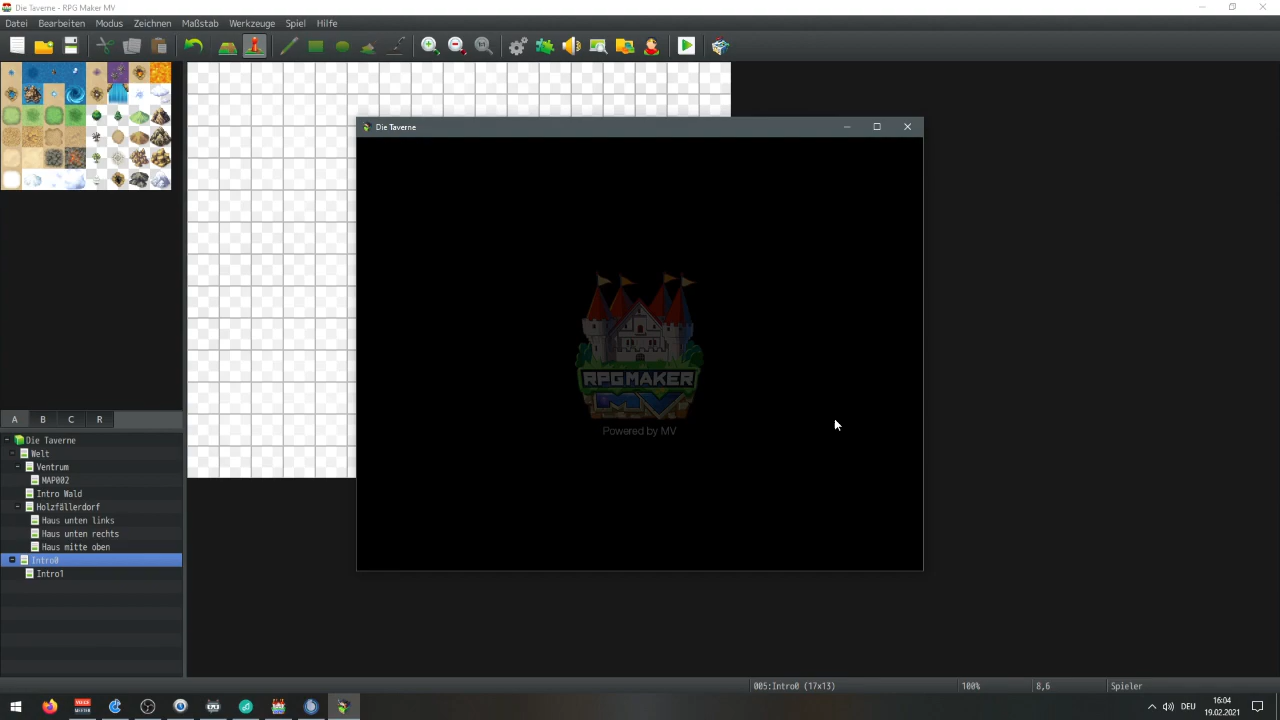 Die Taverne - RPG Maker MV
Datei Bearbeiten Modus Zeichnen Maßstab Werkzeuge Spiel Hilfe
Die Taverne
RPG MAKER
MV
Powered by MV
A B C R
Die Taverne
Welt
Ventrum
MAP002
Intro Wald
Holzfällerdorf
Haus unten links
Haus unten rechts
Haus mitte oben
Intro0
Intro1
005:Intro0 (17x13) 100% 8,6 Spieler
DEU
16:04
19.02.2021